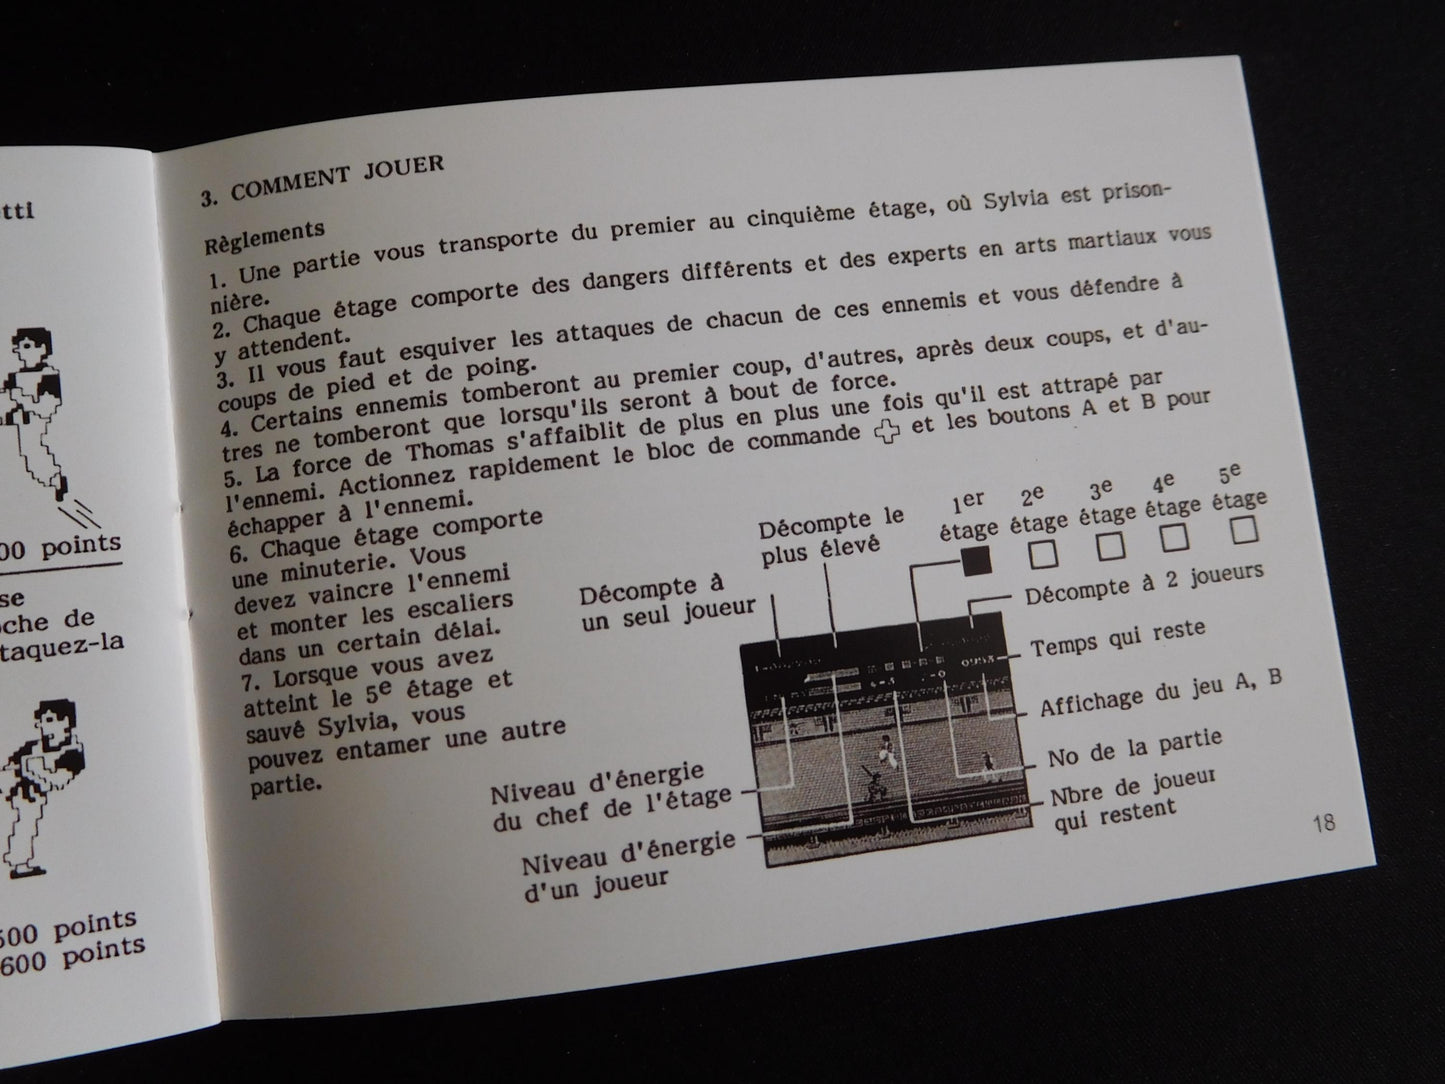 tti
00 points
se
oche de
taquez-la
500 points
600 points
3. COMMENT JOUER
Règlements
1. Une partie vous transporte du premier au cinquième étage, où Sylvia est prison-
nière.
2. Chaque étage comporte des dangers différents et des experts en arts martiaux vous
y attendent.
3. Il vous faut esquiver les attaques de chacun de ces ennemis et vous défendre à
coups de pied et de poing.
4. Certains ennemis tomberont au premier coup, d'autres, après deux coups, et d'au-
tres ne tomberont que lorsqu'ils seront à bout de force.
5. La force de Thomas s'affaiblit de plus en plus une fois qu'il est attrapé par
l'ennemi. Actionnez rapidement le bloc de commande et les boutons A et B pour
échapper à l'ennemi.
6. Chaque étage comporte
une minuterie. Vous
devez vaincre l'ennemi
et monter les escaliers
dans un certain délai.
7. Lorsque vous avez
atteint le 5e étage et
sauvé Sylvia, vous
pouvez entamer une autre
partie.
Décompte à
un seul joueur
Décompte le
plus élevé
1er
étage
2e
étage
3e
étage
4e
étage
5e
étage
Décompte à 2 joueurs
Temps qui reste
Affichage du jeu A, B
No de la partie
Nbre de joueur
qui restent
Niveau d'énergie
du chef de l'étage
Niveau d'énergie
d'un joueur
18